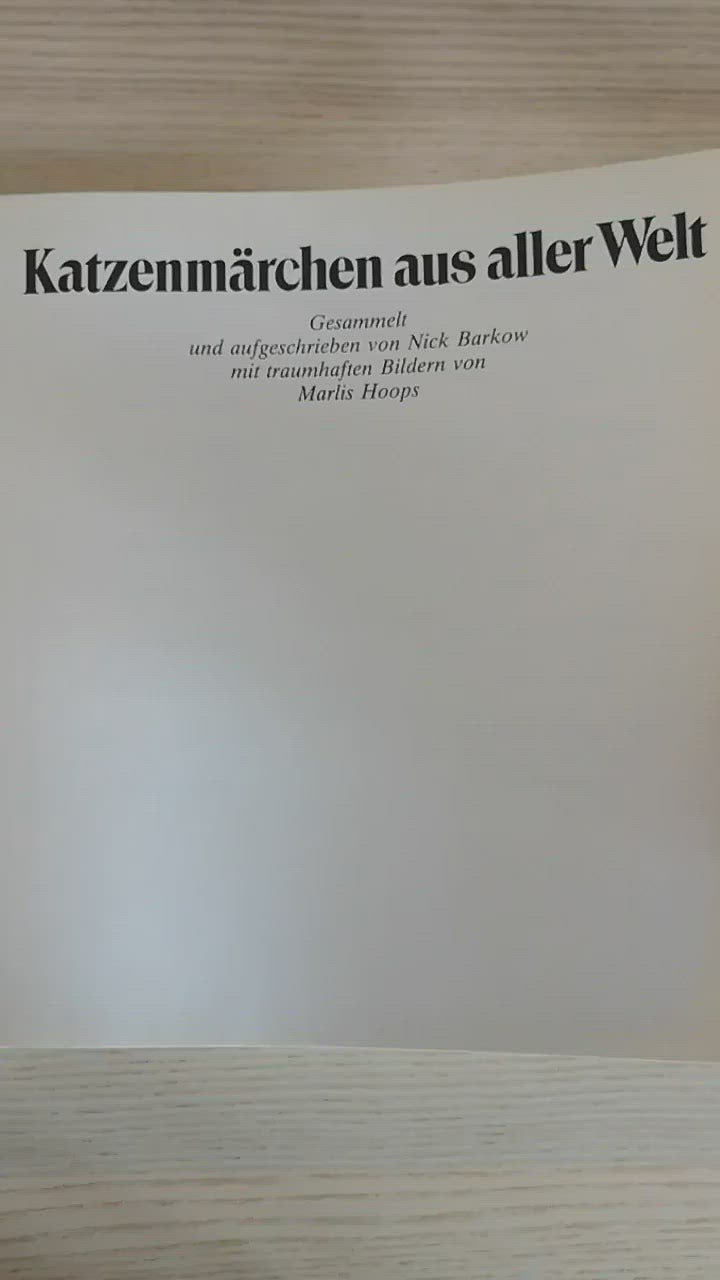 Katzenmärchen aus aller Welt
Gesammelt
und aufgeschrieben von Nick Barkow
mit traumhaften Bildern von
Marlis Hoops